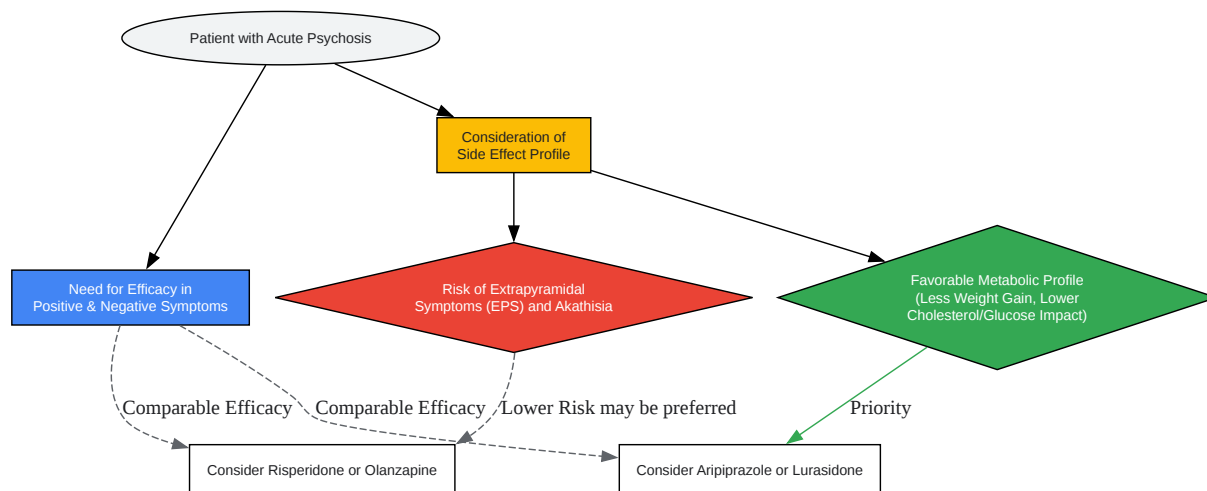 Patient with Acute Psychosis
Consideration of
Side Effect Profile
Need for Efficacy in
Positive & Negative Symptoms
Risk of Extrapyramidal
Symptoms (EPS) and Akathisia
Favorable Metabolic Profile
(Less Weight Gain, Lower
Cholesterol/Glucose Impact)
Comparable Efficacy
Comparable Efficacy
Lower Risk may be preferred
Priority
Consider Risperidone or Olanzapine
Consider Aripiprazole or Lurasidone